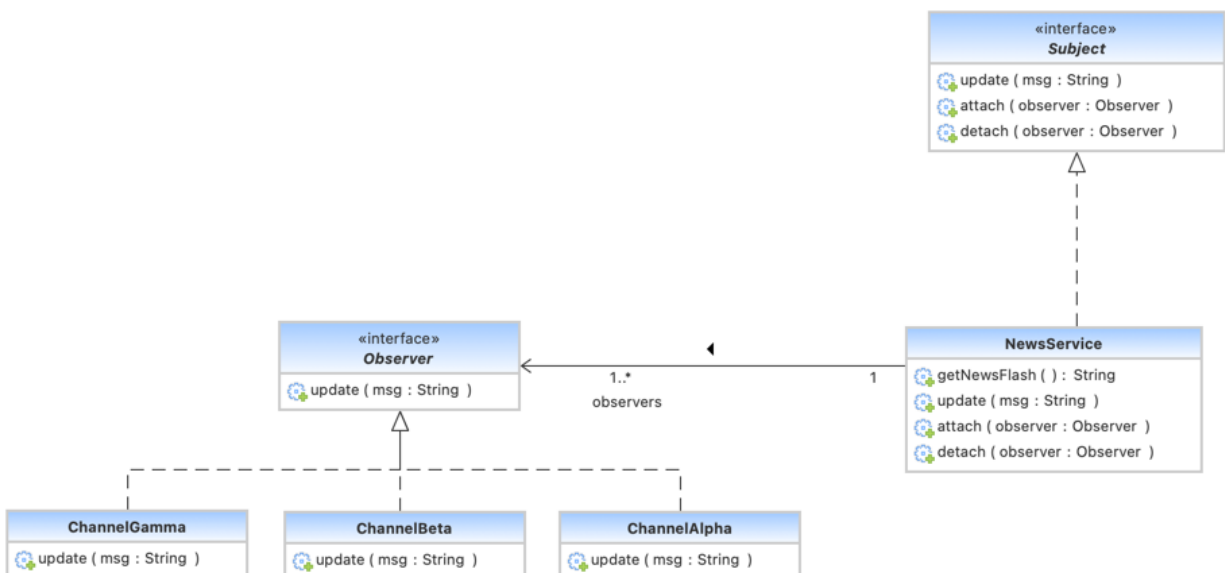 «interface»
Subject
update ( msg : String )
attach ( observer : Observer )
detach ( observer : Observer )
«interface»
Observer
update ( msg : String )
1..*
observers
1
NewsService
getNewsFlash ( ) : String
update ( msg : String )
attach ( observer : Observer )
detach ( observer : Observer )
ChannelGamma
update ( msg : String )
ChannelBeta
update ( msg : String )
ChannelAlpha
update ( msg : String )